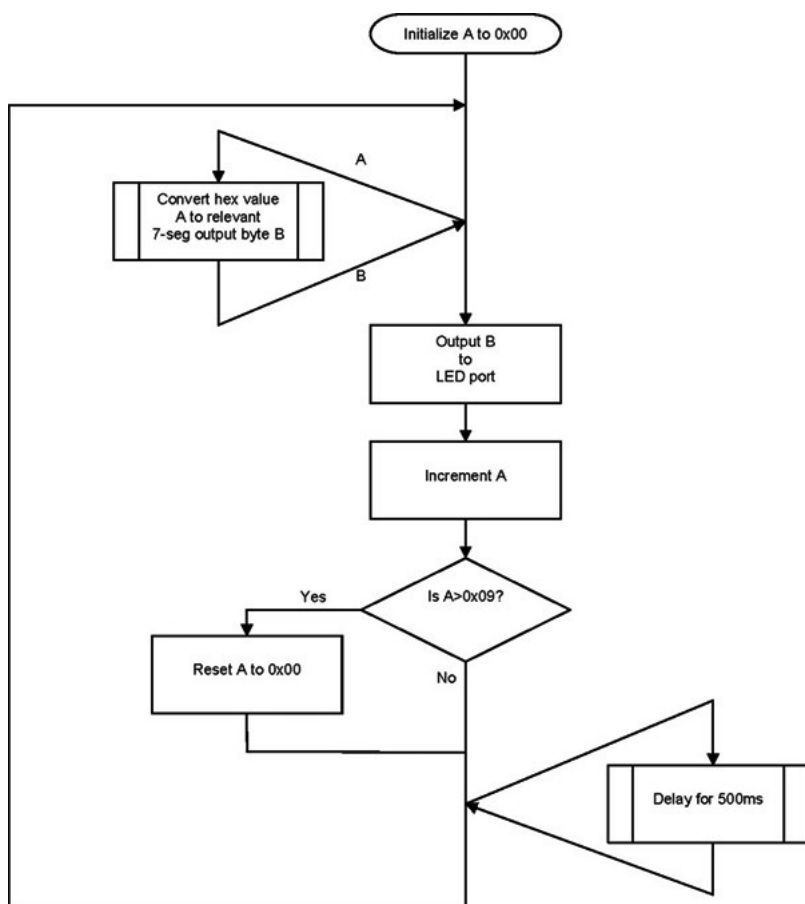 Initialize A to 0x00
A
Convert hex value
A to relevant
7-seg output byte B
B
Output B
to
LED port
Increment A
Is A>0x09?
Yes
Reset A to 0x00
No
Delay for 500ms